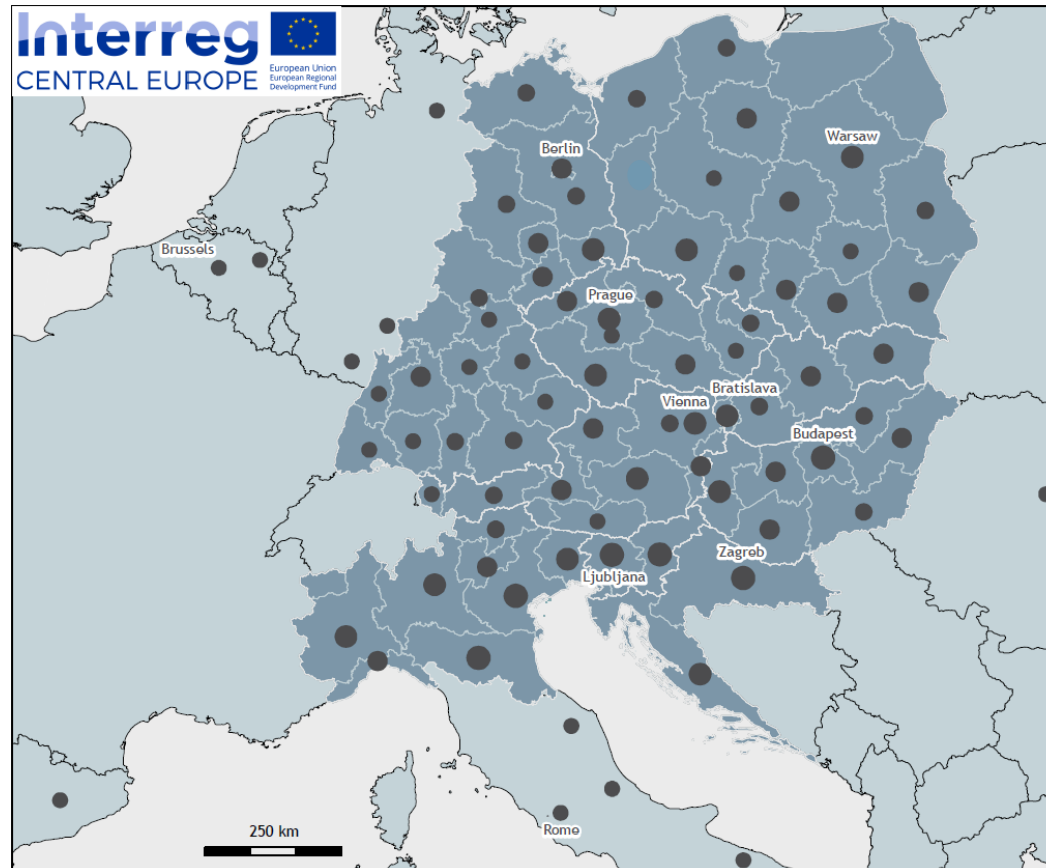 Interreg
CENTRAL EUROPE
European Union
European Regional
Development Fund
Warsaw
Berlin
Brussels
Prague
Bratislava
Vienna
Budapest
Zagreb
Ljubljana
250 km
Rome